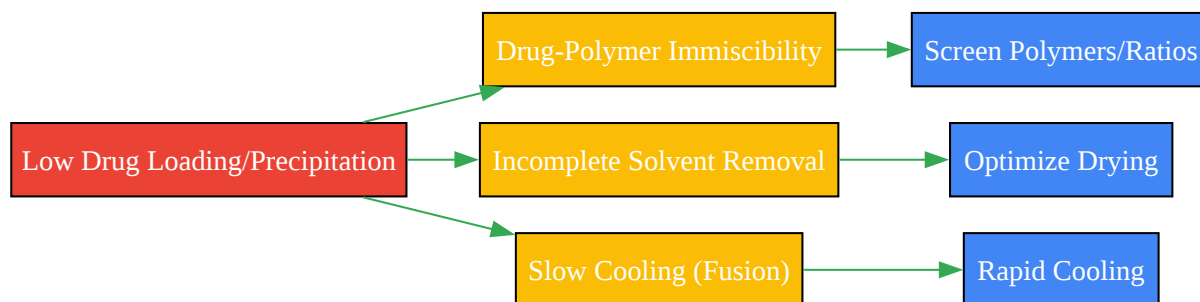 Drug-Polymer Immiscibility
Screen Polymers/Ratios
Low Drug Loading/Precipitation
Incomplete Solvent Removal
Optimize Drying
Slow Cooling (Fusion)
Rapid Cooling